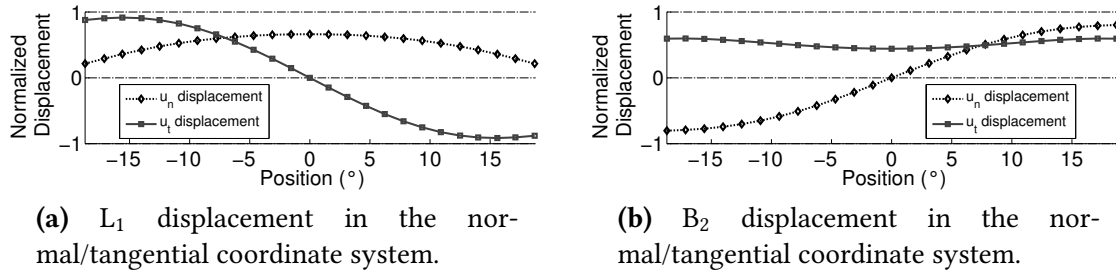 Normalized
Displacement
1
0
−1
u_n displacement
u_t displacement
−15 −10 −5 0 5 10 15
Position (°)
(a) L₁ displacement in the nor-
mal/tangential coordinate system.
Normalized
Displacement
1
0
−1
u_n displacement
u_t displacement
−15 −10 −5 0 5 10 15
Position (°)
(b) B₂ displacement in the nor-
mal/tangential coordinate system.